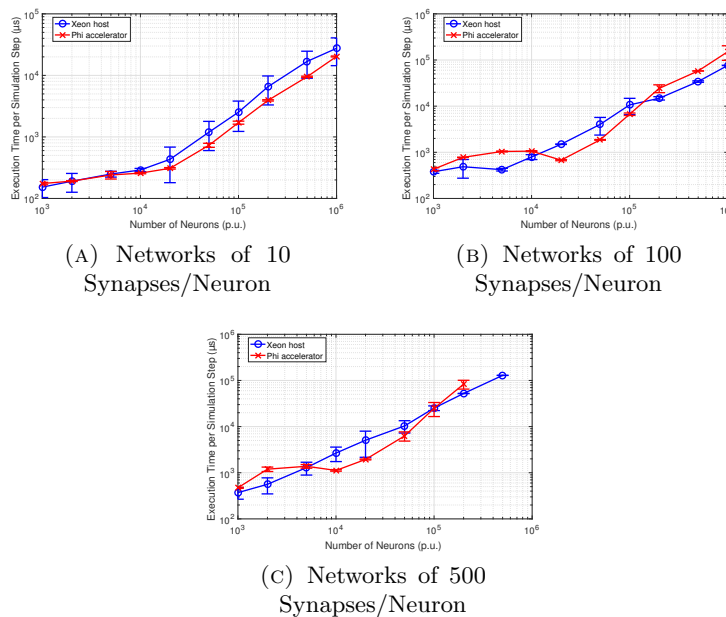 10^5
Xeon host
Phi accelerator
10^4
10^3
10^2
Execution Time per Simulation Step (µs)
10^3 10^4 10^5 10^6
Number of Neurons (p.u.)
(A) Networks of 10
Synapses/Neuron
10^6
Xeon host
Phi accelerator
10^5
10^4
10^3
10^2
Execution Time per Simulation Step (µs)
10^3 10^4 10^5 10^6
Number of Neurons (p.u.)
(B) Networks of 100
Synapses/Neuron
10^6
Xeon host
Phi accelerator
10^5
10^4
10^3
10^2
Execution Time per Simulation Step (µs)
10^3 10^4 10^5 10^6
Number of Neurons (p.u.)
(C) Networks of 500
Synapses/Neuron